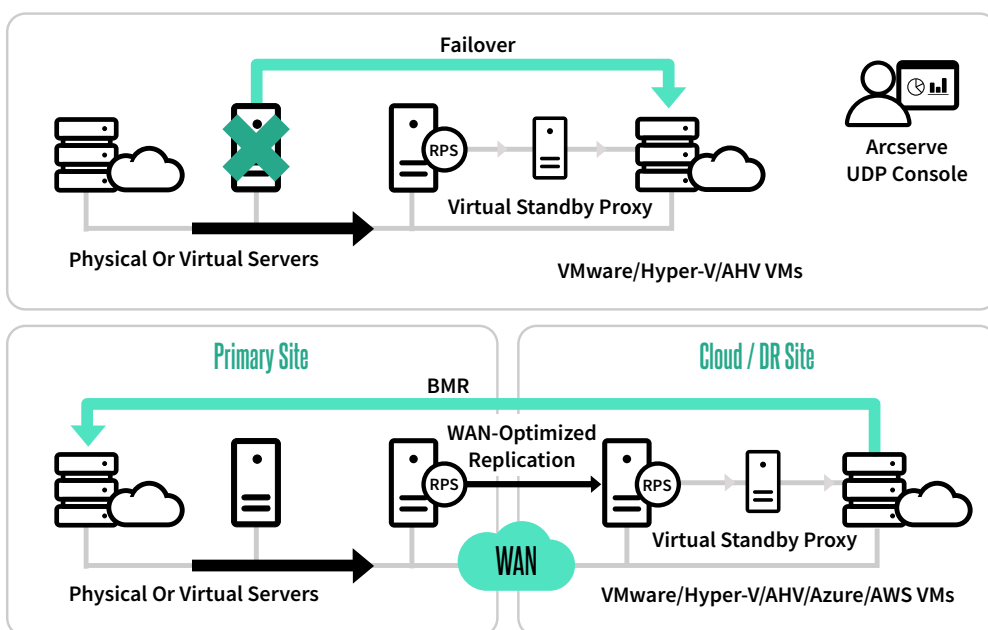 Failover
RPS
Arcserve
UDP Console
Virtual Standby Proxy
Physical Or Virtual Servers
VMware/Hyper-V/AHV VMs
Primary Site
Cloud / DR Site
BMR
WAN-Optimized
Replication
RPS
RPS
Virtual Standby Proxy
WAN
Physical Or Virtual Servers
VMware/Hyper-V/AHV/Azure/AWS VMs